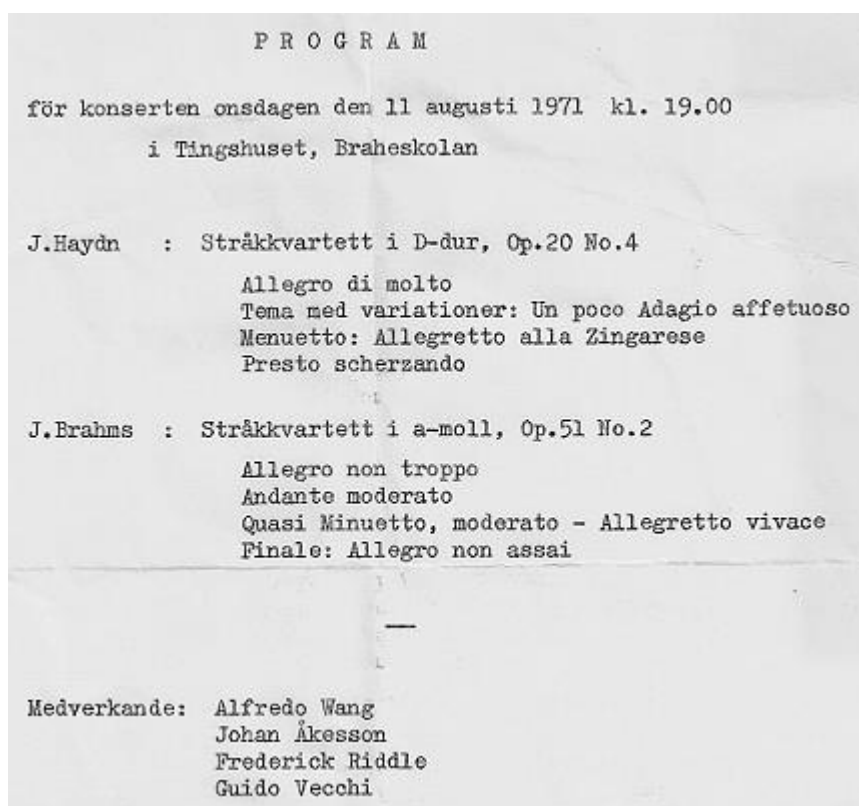 P R O G R A M
för konserten onsdagen den 11 augusti 1971 kl. 19.00
i Tingshuset, Braheskolan
J.Haydn : Stråkkvartett i D-dur, Op.20 No.4
Allegro di molto
Tema med variationer: Un poco Adagio affetuoso
Menuetto: Allegretto alla Zingarese
Presto scherzando
J.Brahms : Stråkkvartett i a-moll, Op.51 No.2
Allegro non troppo
Andante moderato
Quasi Minuetto, moderato - Allegretto vivace
Finale: Allegro non assai
Medverkande: Alfredo Wang
Johan Åkesson
Frederick Riddle
Guido Vecchi